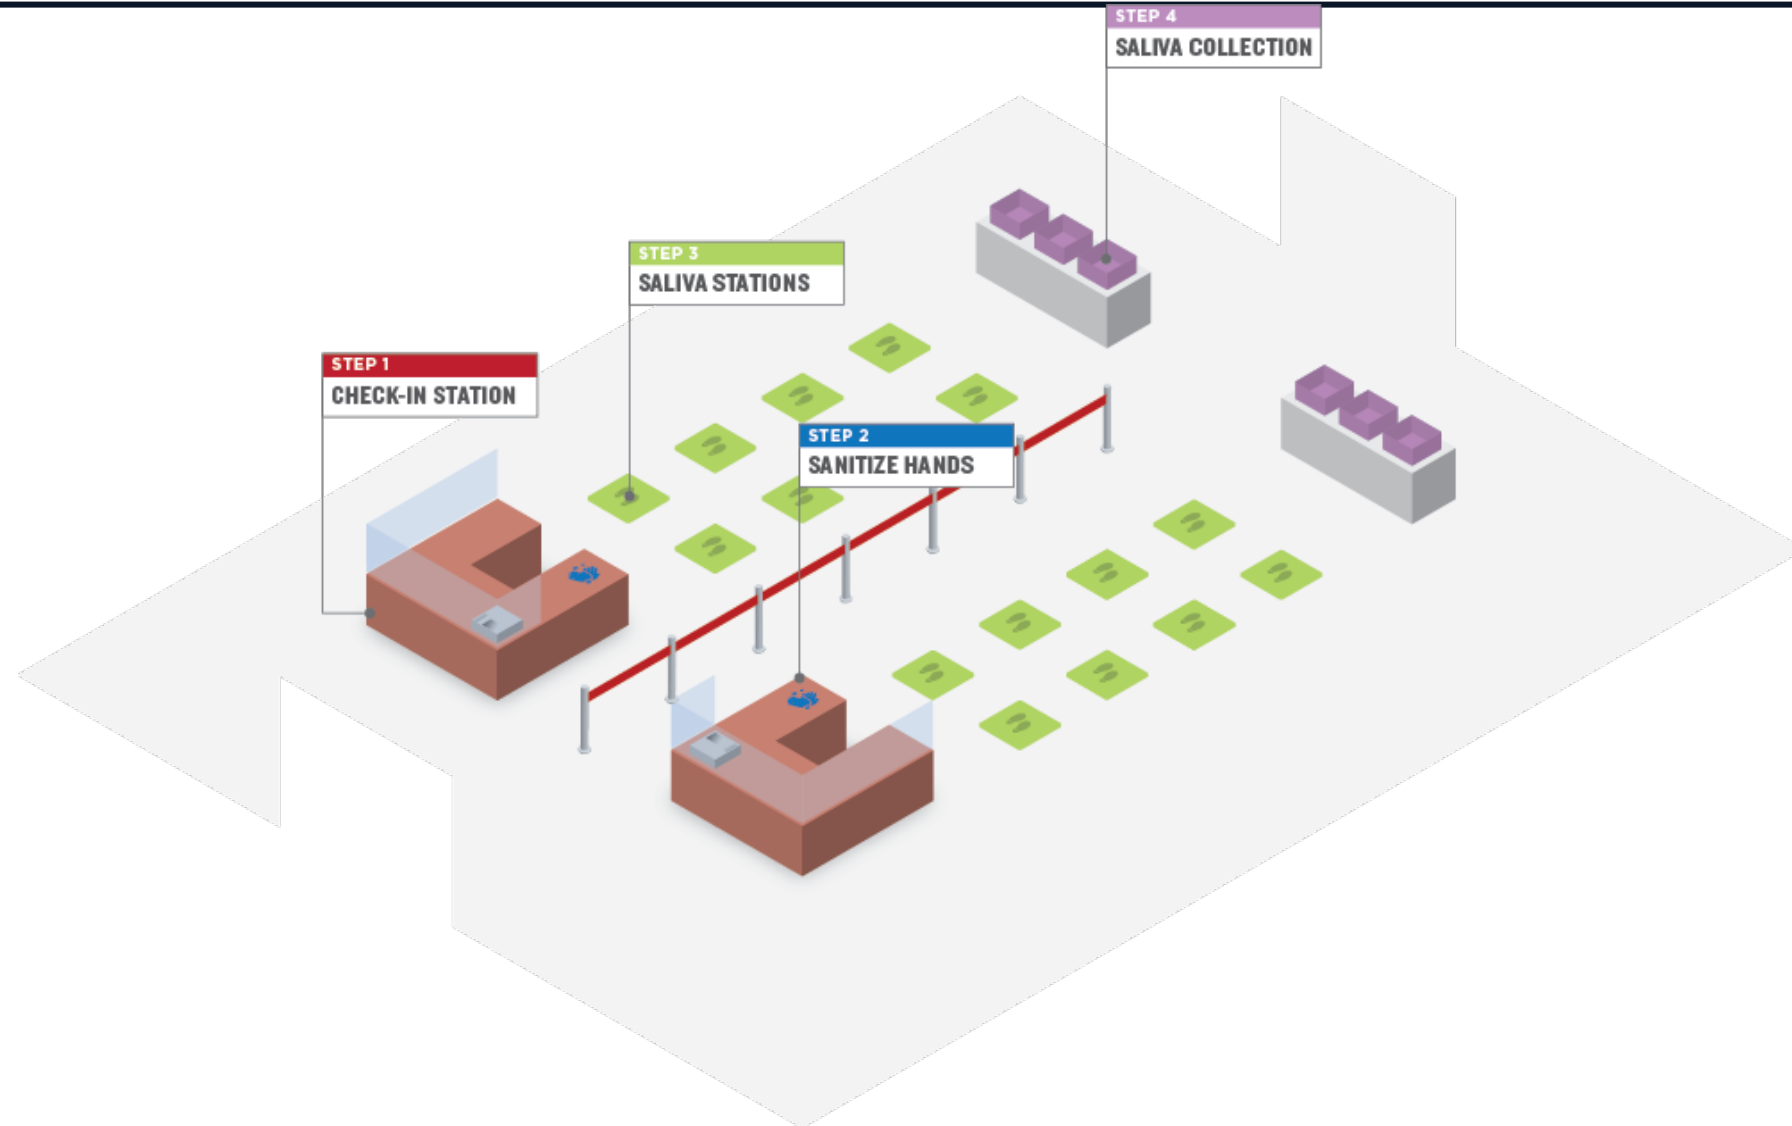 STEP 4
SALIVA COLLECTION
STEP 3
SALIVA STATIONS
STEP 1
CHECK-IN STATION
STEP 2
SANITIZE HANDS